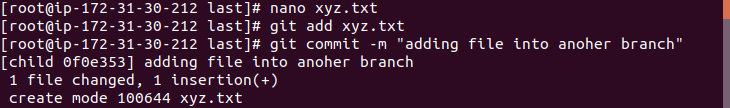 [root@ip-172-31-30-212 last]# nano xyz.txt
[root@ip-172-31-30-212 last]# git add xyz.txt
[root@ip-172-31-30-212 last]# git commit -m "adding file into anoher branch"
[child 0f0e353] adding file into anoher branch
 1 file changed, 1 insertion(+)
 create mode 100644 xyz.txt